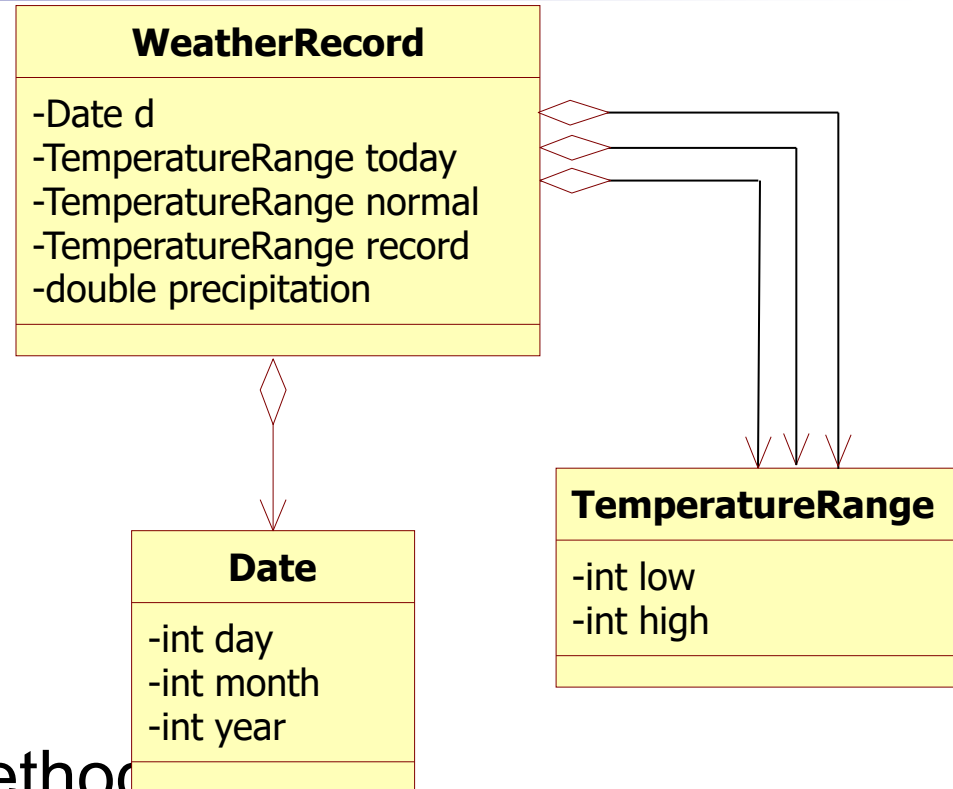 WeatherRecord
-Date d
-TemperatureRange today
-TemperatureRange normal
-TemperatureRange record
-double precipitation
TemperatureRange
-int low
-int high
Date
-int day
-int month
-int year